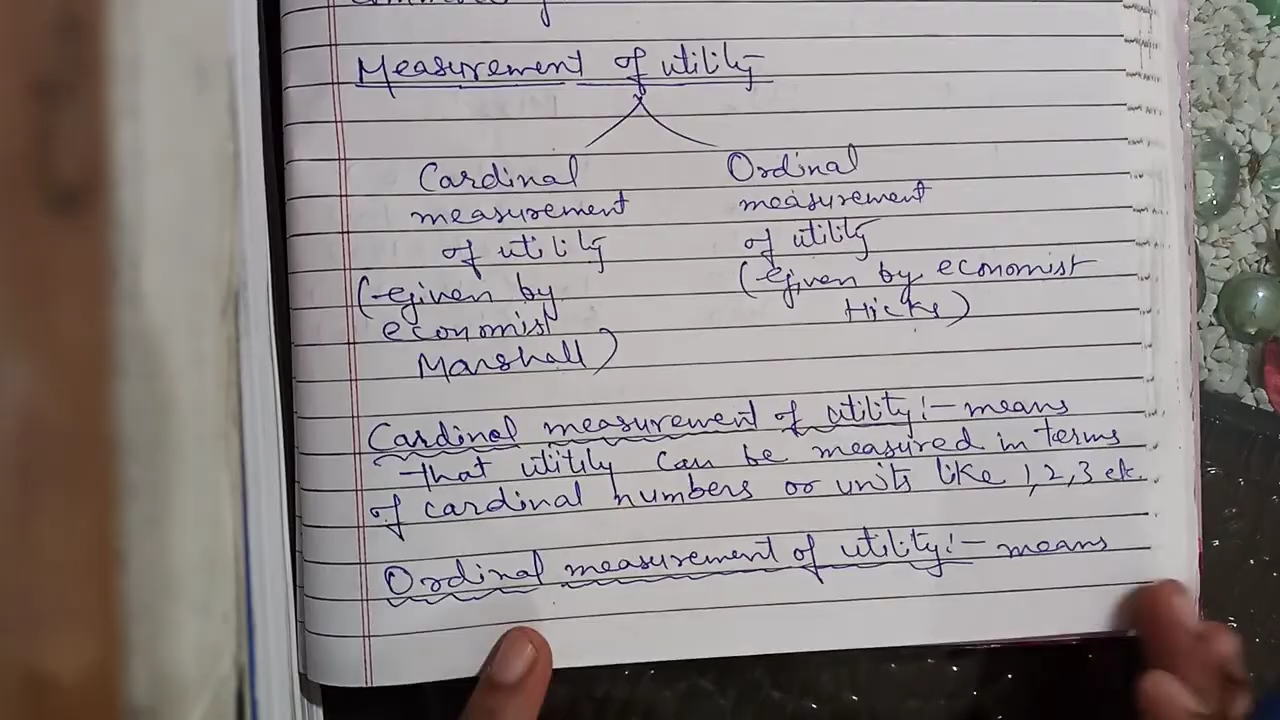 Measurement of utility
Cardinal
measurement
of utility
(given by
economist
Marshall)
Ordinal
measurement
of utility
(given by economist
Hicks)
Cardinal measurement of utility:- means
that utility can be measured in terms
of cardinal numbers or units like 1,2,3 etc.
Ordinal measurement of utility:- means